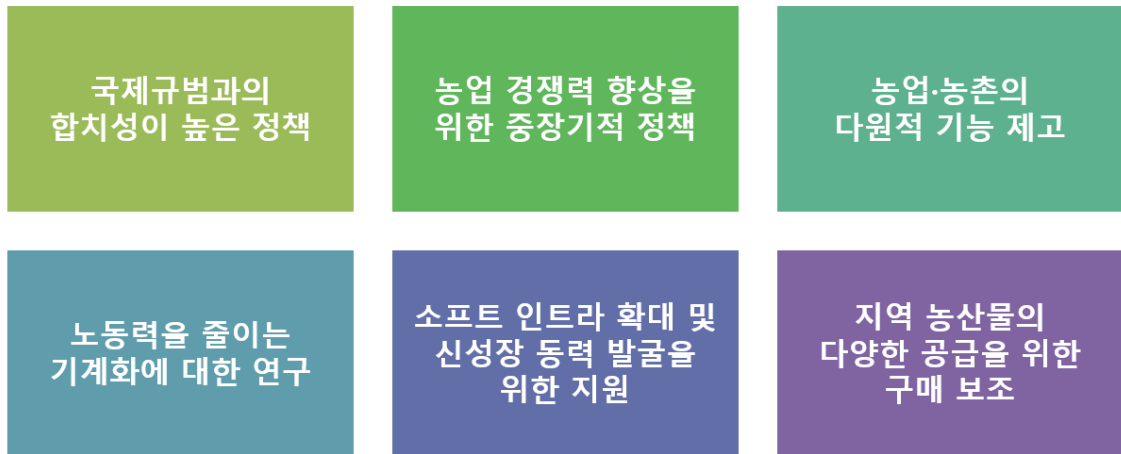 국제규범과의
합치성이 높은 정책
농업 경쟁력 향상을
위한 중장기적 정책
농업·농촌의
다원적 기능 제고
노동력을 줄이는
기계화에 대한 연구
소프트 인트라 확대 및
신성장 동력 발굴을
위한 지원
지역 농산물의
다양한 공급을 위한
구매 보조